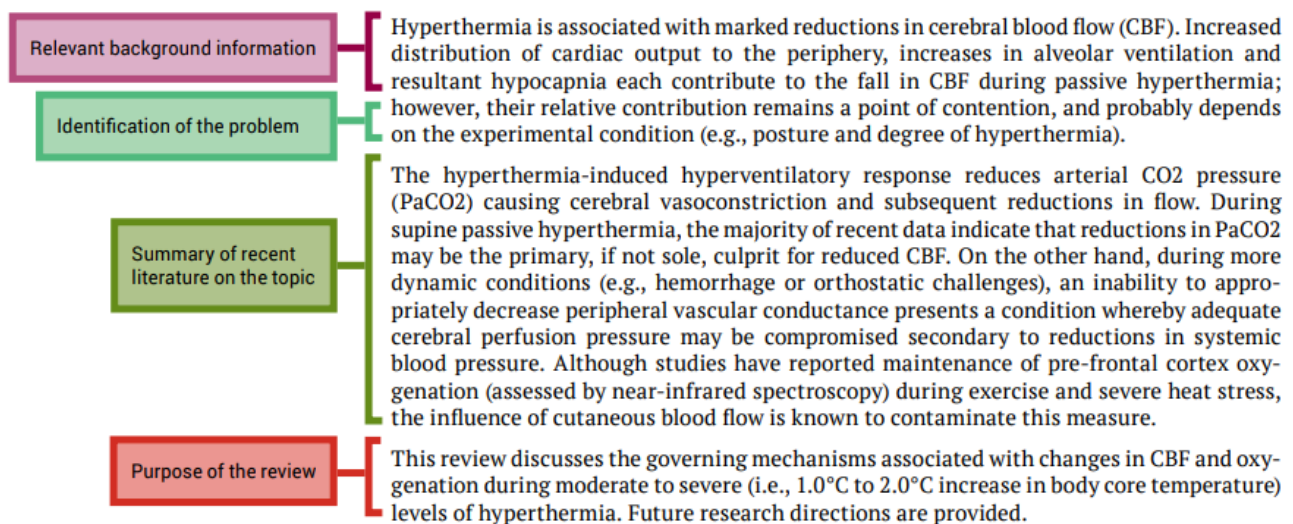 Relevant background information
Hyperthermia is associated with marked reductions in cerebral blood flow (CBF). Increased
distribution of cardiac output to the periphery, increases in alveolar ventilation and
resultant hypocapnia each contribute to the fall in CBF during passive hyperthermia;
Identification of the problem
however, their relative contribution remains a point of contention, and probably depends
on the experimental condition (e.g., posture and degree of hyperthermia).
Summary of recent
literature on the topic
The hyperthermia-induced hyperventilatory response reduces arterial CO2 pressure
(PaCO2) causing cerebral vasoconstriction and subsequent reductions in flow. During
supine passive hyperthermia, the majority of recent data indicate that reductions in PaCO2
may be the primary, if not sole, culprit for reduced CBF. On the other hand, during more
dynamic conditions (e.g., hemorrhage or orthostatic challenges), an inability to appro-
priately decrease peripheral vascular conductance presents a condition whereby adequate
cerebral perfusion pressure may be compromised secondary to reductions in systemic
blood pressure. Although studies have reported maintenance of pre-frontal cortex oxy-
genation (assessed by near-infrared spectroscopy) during exercise and severe heat stress,
the influence of cutaneous blood flow is known to contaminate this measure.
Purpose of the review
This review discusses the governing mechanisms associated with changes in CBF and oxy-
genation during moderate to severe (i.e., 1.0°C to 2.0°C increase in body core temperature)
levels of hyperthermia. Future research directions are provided.